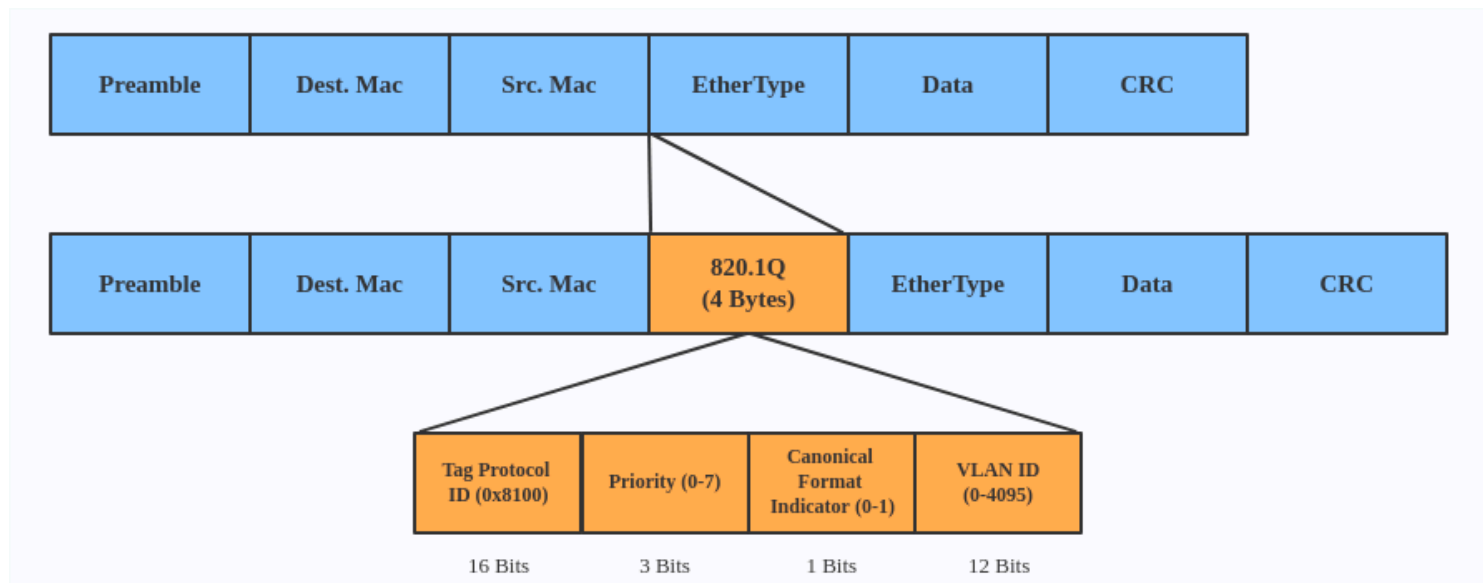 Preamble Dest. Mac Src. Mac EtherType Data CRC
Preamble Dest. Mac Src. Mac 820.1Q (4 Bytes) EtherType Data CRC
Tag Protocol ID (0x8100)
Priority (0-7)
Canonical Format Indicator (0-1)
VLAN ID (0-4095)
16 Bits 3 Bits 1 Bits 12 Bits